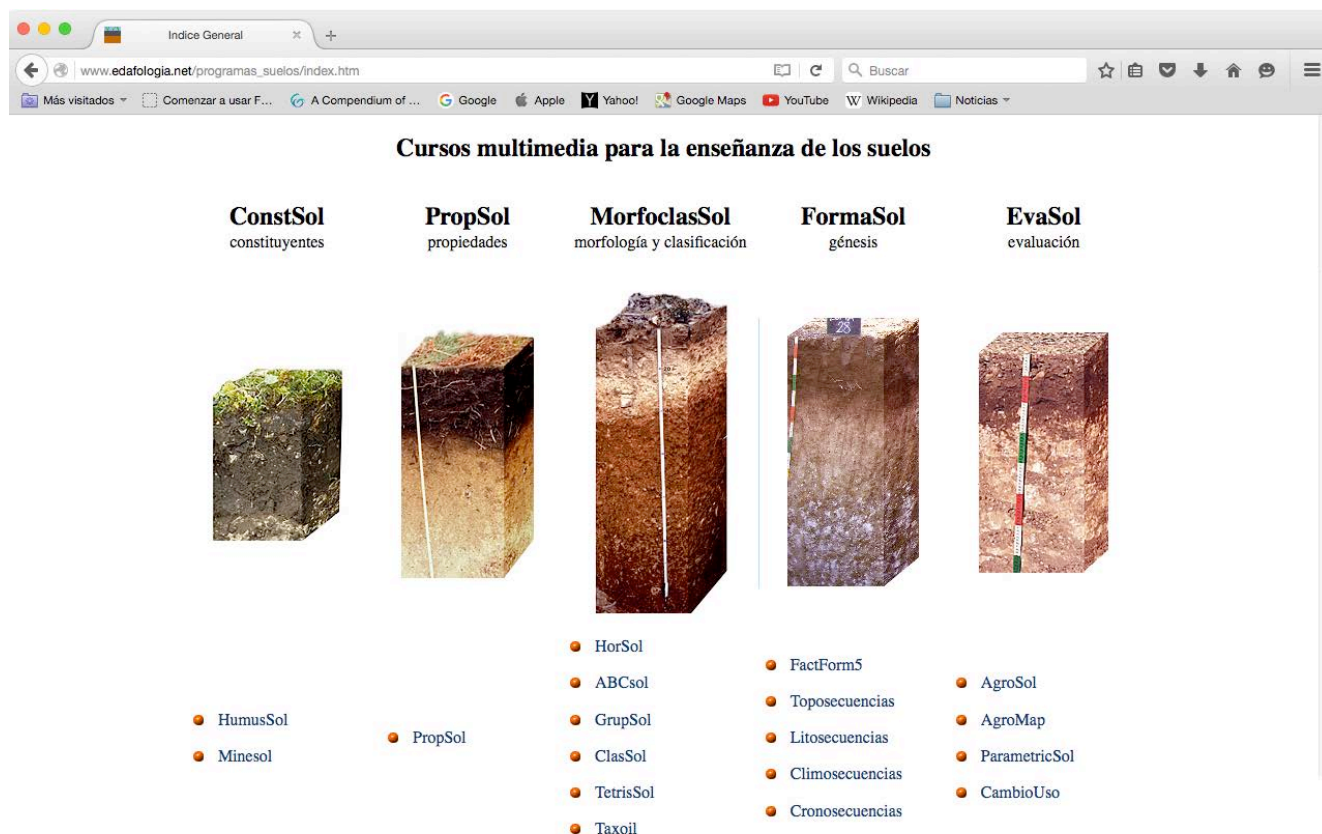 Indice General
www.edafologia.net/programas_suelos/index.htm
Buscar
Más visitados
Comenzar a usar F...
A Compendium of ...
Google
Apple
Yahoo!
Google Maps
YouTube
Wikipedia
Noticias
Cursos multimedia para la enseñanza de los suelos
ConstSol
constituyentes
PropSol
propiedades
MorfoclasSol
morfología y clasificación
FormaSol
génesis
EvaSol
evaluación
28
HumusSol
Minesol
PropSol
HorSol
ABCsol
GrupSol
ClasSol
TetrisSol
Taxoil
FactForm5
Toposecuencias
Litosecuencias
Climosecuencias
Cronosecuencias
AgroSol
AgroMap
ParametricSol
CambioUso